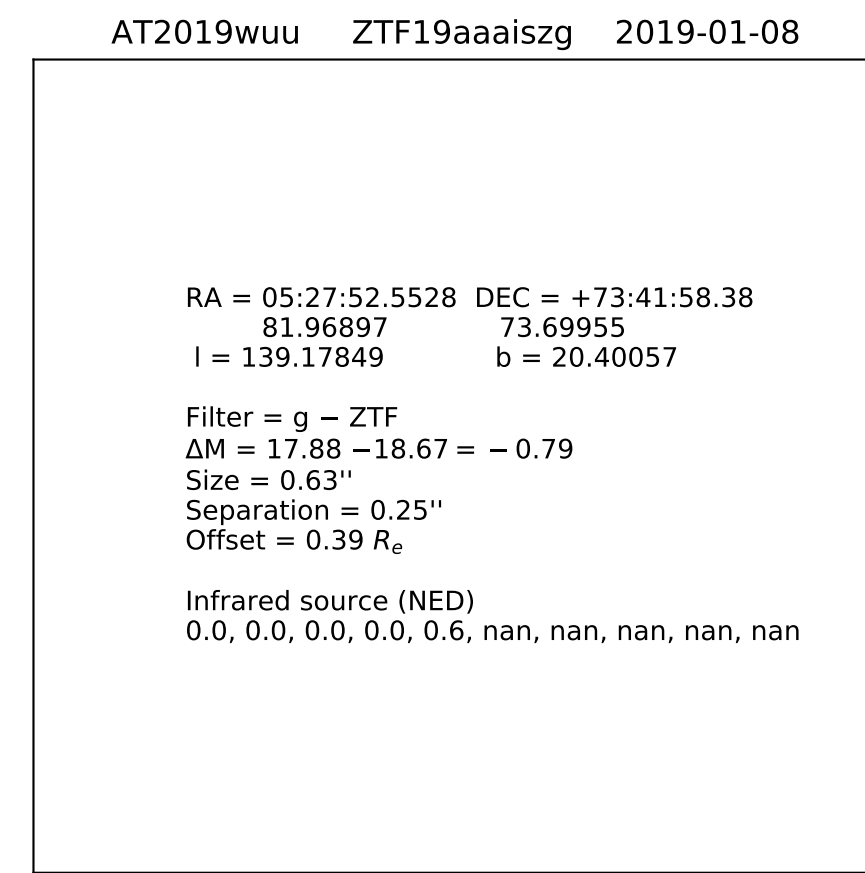 AT2019wuu ZTF19aaaiszg 2019-01-08
RA = 05:27:52.5528 DEC = +73:41:58.38
81.96897 73.69955
l = 139.17849 b = 20.40057
Filter = g − ZTF
ΔM = 17.88 −18.67 = − 0.79
Size = 0.63''
Separation = 0.25''
Offset = 0.39 Re
Infrared source (NED)
0.0, 0.0, 0.0, 0.0, 0.6, nan, nan, nan, nan, nan